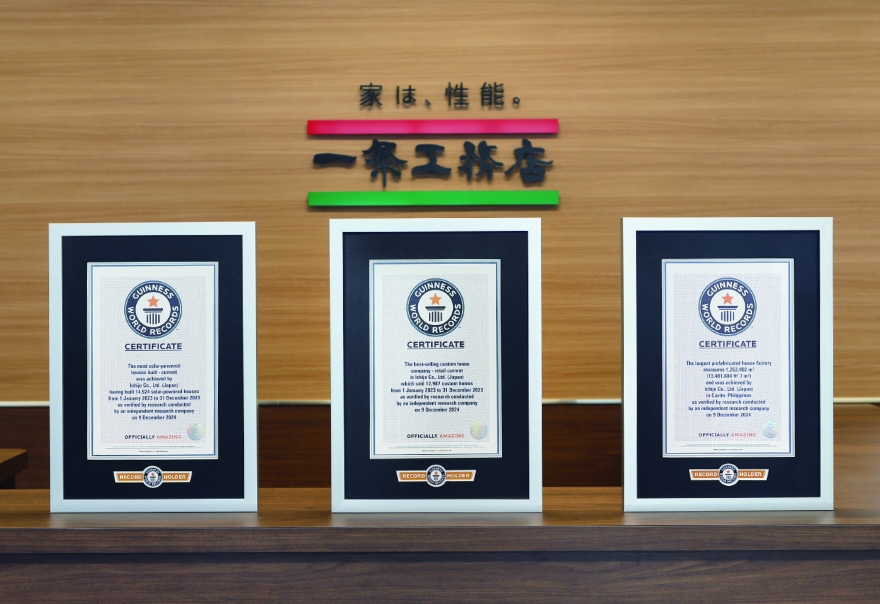 家は、性能。
一条工務店
GUINNESS
WORLD RECORDS
CERTIFICATE
The most solar-powered
houses built - current
was achieved by
Ichijo Co., Ltd. (Japan)
having built 14,924 solar-powered houses
from 1 January 2023 to 31 December 2023
as verified by research conducted
by an independent research company
on 9 December 2024
OFFICIALLY AMAZING
RECORD HOLDER
GUINNESS
WORLD RECORDS
CERTIFICATE
The best-selling custom home
company - retail current
is Ichijo Co., Ltd. (Japan)
which sold 17,987 custom homes
from 1 January 2023 to 31 December 2023
as verified by research conducted
by an independent research company
on 9 December 2024
OFFICIALLY AMAZING
RECORD HOLDER
GUINNESS
WORLD RECORDS
CERTIFICATE
The largest prefabricated house factory
measures 1,252,482 m²
and was achieved by
Ichijo Co., Ltd. (Japan)
in Cavite, Philippines
as verified by research conducted
by an independent research company
on 9 December 2024
OFFICIALLY AMAZING
RECORD HOLDER